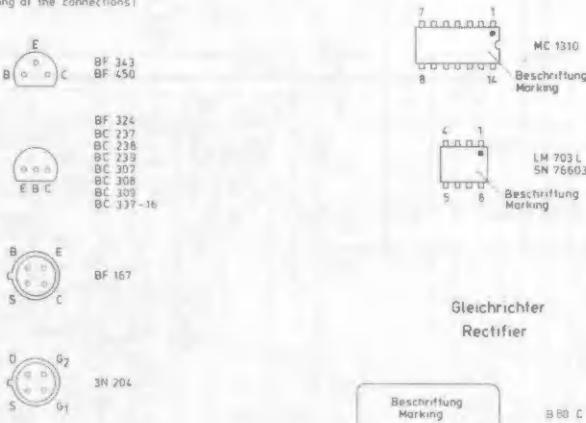 ng of the connections)
E
B C
BF 343
BF 450
BF 324
BC 237
BC 238
BC 239
BC 307
BC 308
BC 309
BC 337-16
E B C
B E
S C
BF 167
D G2
S G1
3N 204
7 1
8 14
MC 1310
Beschriftung
Marking
4 1
5 8
LM 703 L
SN 76603
Beschriftung
Marking
Gleichrichter
Rectifier
Beschriftung
Marking
B 80 C